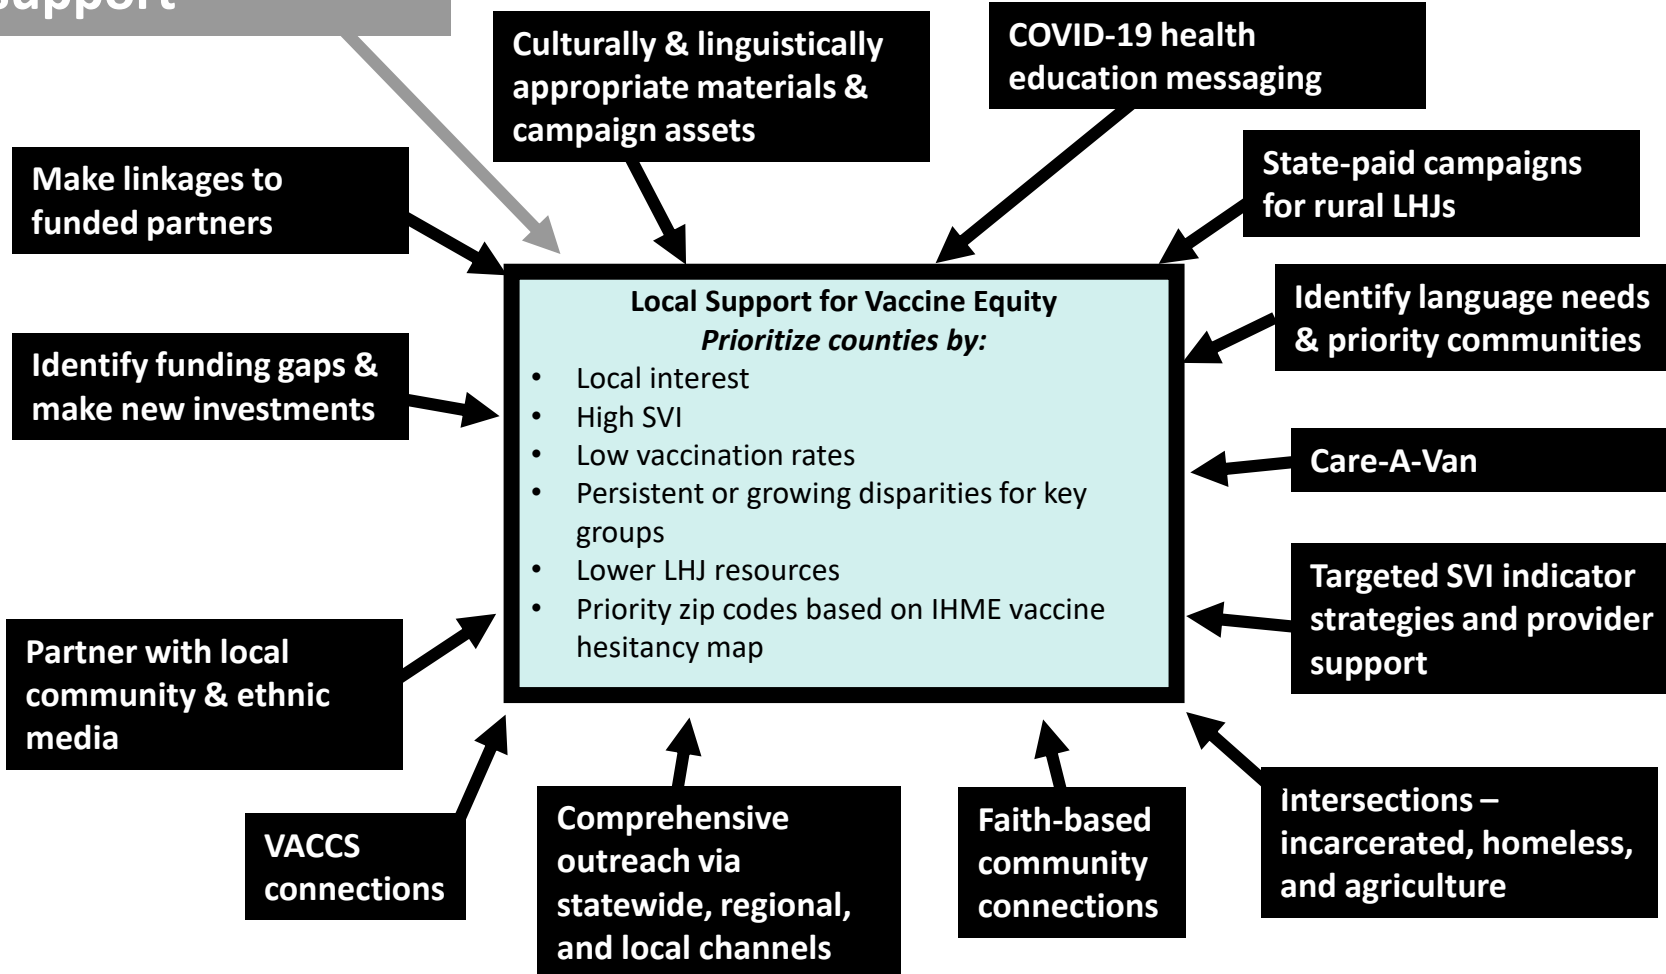 support
Culturally & linguistically
appropriate materials &
campaign assets
COVID-19 health
education messaging
Make linkages to
funded partners
State-paid campaigns
for rural LHJs
Identify language needs
& priority communities
Identify funding gaps &
make new investments
Local Support for Vaccine Equity
Prioritize counties by:
• Local interest
• High SVI
• Low vaccination rates
• Persistent or growing disparities for key
groups
• Lower LHJ resources
• Priority zip codes based on IHME vaccine
hesitancy map
Care-A-Van
Targeted SVI indicator
strategies and provider
support
Partner with local
community & ethnic
media
VACCS
connections
Comprehensive
outreach via
statewide, regional,
and local channels
Faith-based
community
connections
Intersections –
incarcerated, homeless,
and agriculture